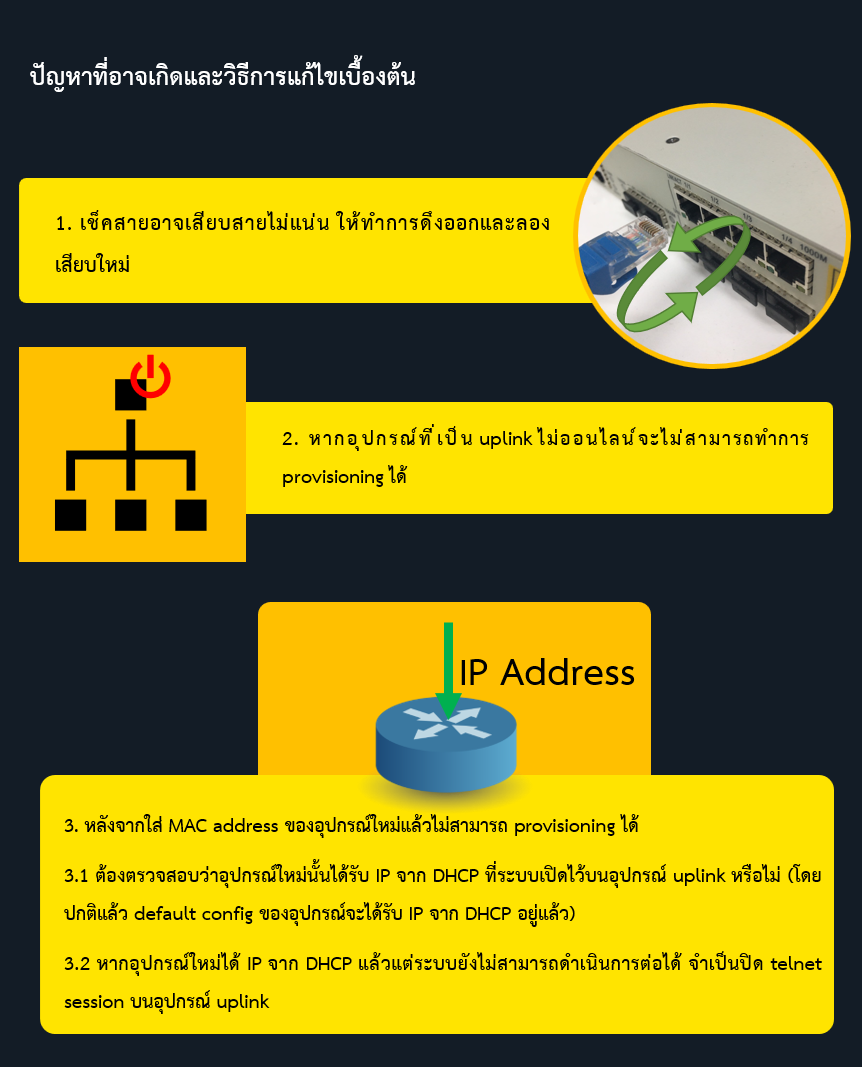 ปัญหาที่อาจเกิดและวิธีการแก้ไขเบื้องต้น
1. เช็คสายอาจเสียบสายไม่แน่น ให้ทำการดึงออกและลอง
เสียบใหม่
1/2
1/3
1/4 1000M
2. หากอุปกรณ์ที่เป็น uplink ไม่ออนไลน์จะไม่สามารถทำการ
provisioning ได้
IP Address
3. หลังจากใส่ MAC address ของอุปกรณ์ใหม่แล้วไม่สามารถ provisioning ได้
3.1 ต้องตรวจสอบว่าอุปกรณ์ใหม่นั้นได้รับ IP จาก DHCP ที่ระบบเปิดไว้บนอุปกรณ์ uplink หรือไม่ (โดย
ปกติแล้ว default config ของอุปกรณ์จะได้รับ IP จาก DHCP อยู่แล้ว)
3.2 หากอุปกรณ์ใหม่ได้ IP จาก DHCP แล้วแต่ระบบยังไม่สามารถดำเนินการต่อได้ จำเป็นปิด telnet
session บนอุปกรณ์ uplink